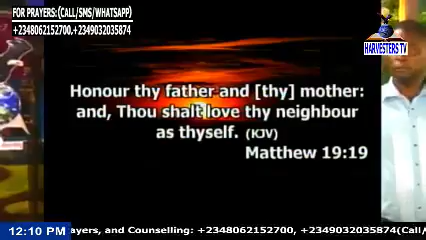 FOR PRAYERS:(CALL/SMS/WHATSAPP)
+2348062152700,+2349032035874
HARVESTERS TV
Honour thy father and [thy] mother:
and, Thou shalt love thy neighbour
as thyself. (KJV)
Matthew 19:19
12:10 PM
ayers, and Counselling: +2348062152700, +2349032035874(Call/